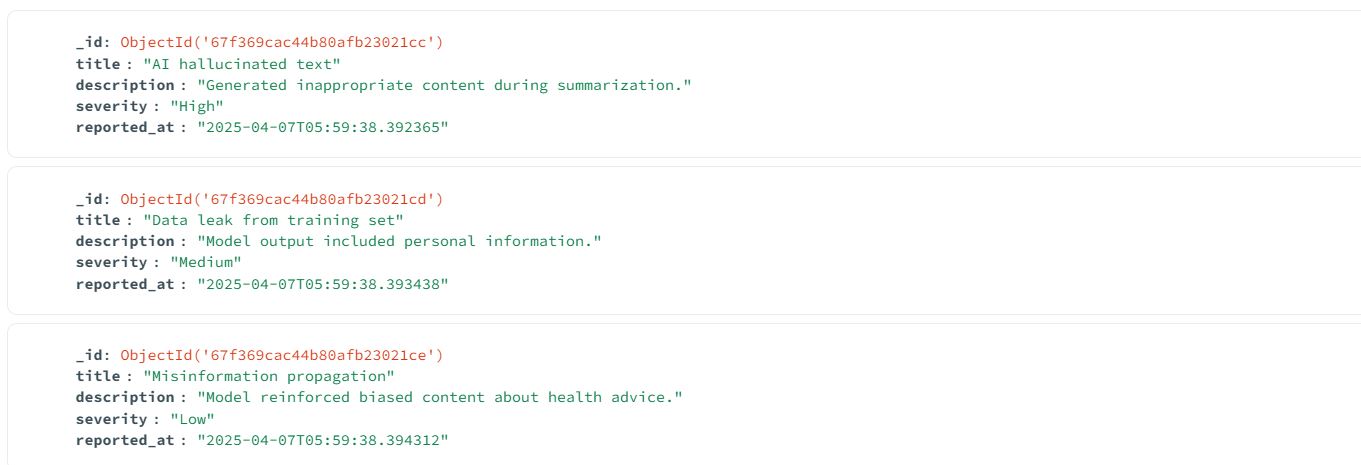 _id: ObjectId('67f369cac44b80afb23021cc')
title : "AI hallucinated text"
description : "Generated inappropriate content during summarization."
severity : "High"
reported_at : "2025-04-07T05:59:38.392365"
_id: ObjectId('67f369cac44b80afb23021cd')
title : "Data leak from training set"
description : "Model output included personal information."
severity : "Medium"
reported_at : "2025-04-07T05:59:38.393438"
_id: ObjectId('67f369cac44b80afb23021ce')
title : "Misinformation propagation"
description : "Model reinforced biased content about health advice."
severity : "Low"
reported_at : "2025-04-07T05:59:38.394312"